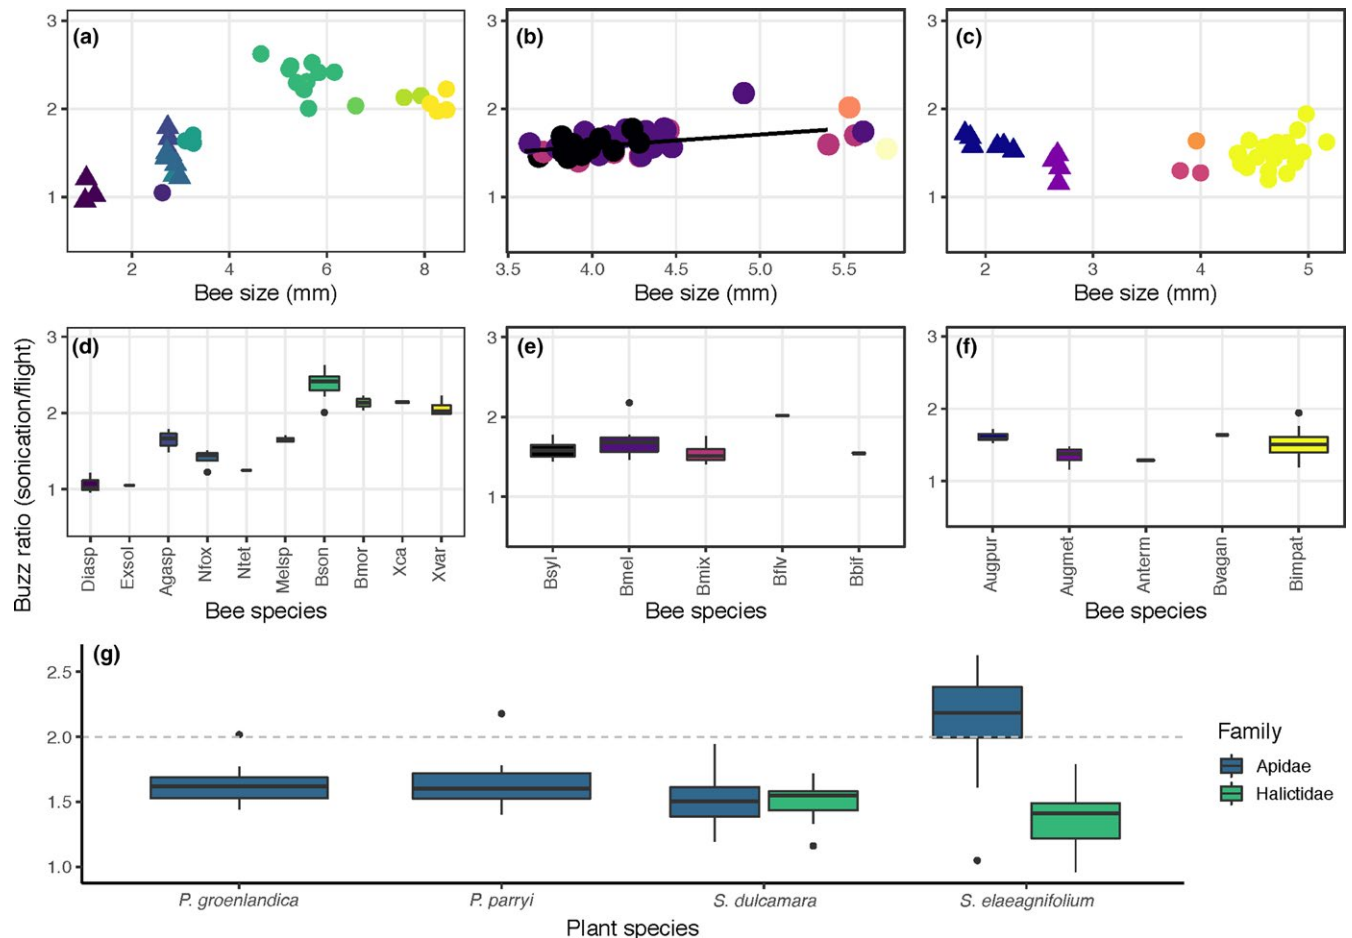 (a)
3
2
1
2 4 6 8
Bee size (mm)
(b)
3
2
1
3.5 4.0 4.5 5.0 5.5
Bee size (mm)
(c)
3
2
1
2 3 4 5
Bee size (mm)
Buzz ratio (sonication/flight)
(d)
3
2
1
Diasp Exsol Agasp Nfox Ntet Melsp Bson Bmor Xca Xvar
Bee species
(e)
3
2
1
Bsyl Bmel Bmix Bflv Bbif
Bee species
(f)
3
2
1
Augpur Augmet Anterm Bvagan Bimpat
Bee species
(g)
2.5
2.0
1.5
1.0
P. groenlandica P. parryi S. dulcamara S. elaeagnifolium
Plant species
Family
Apidae
Halictidae